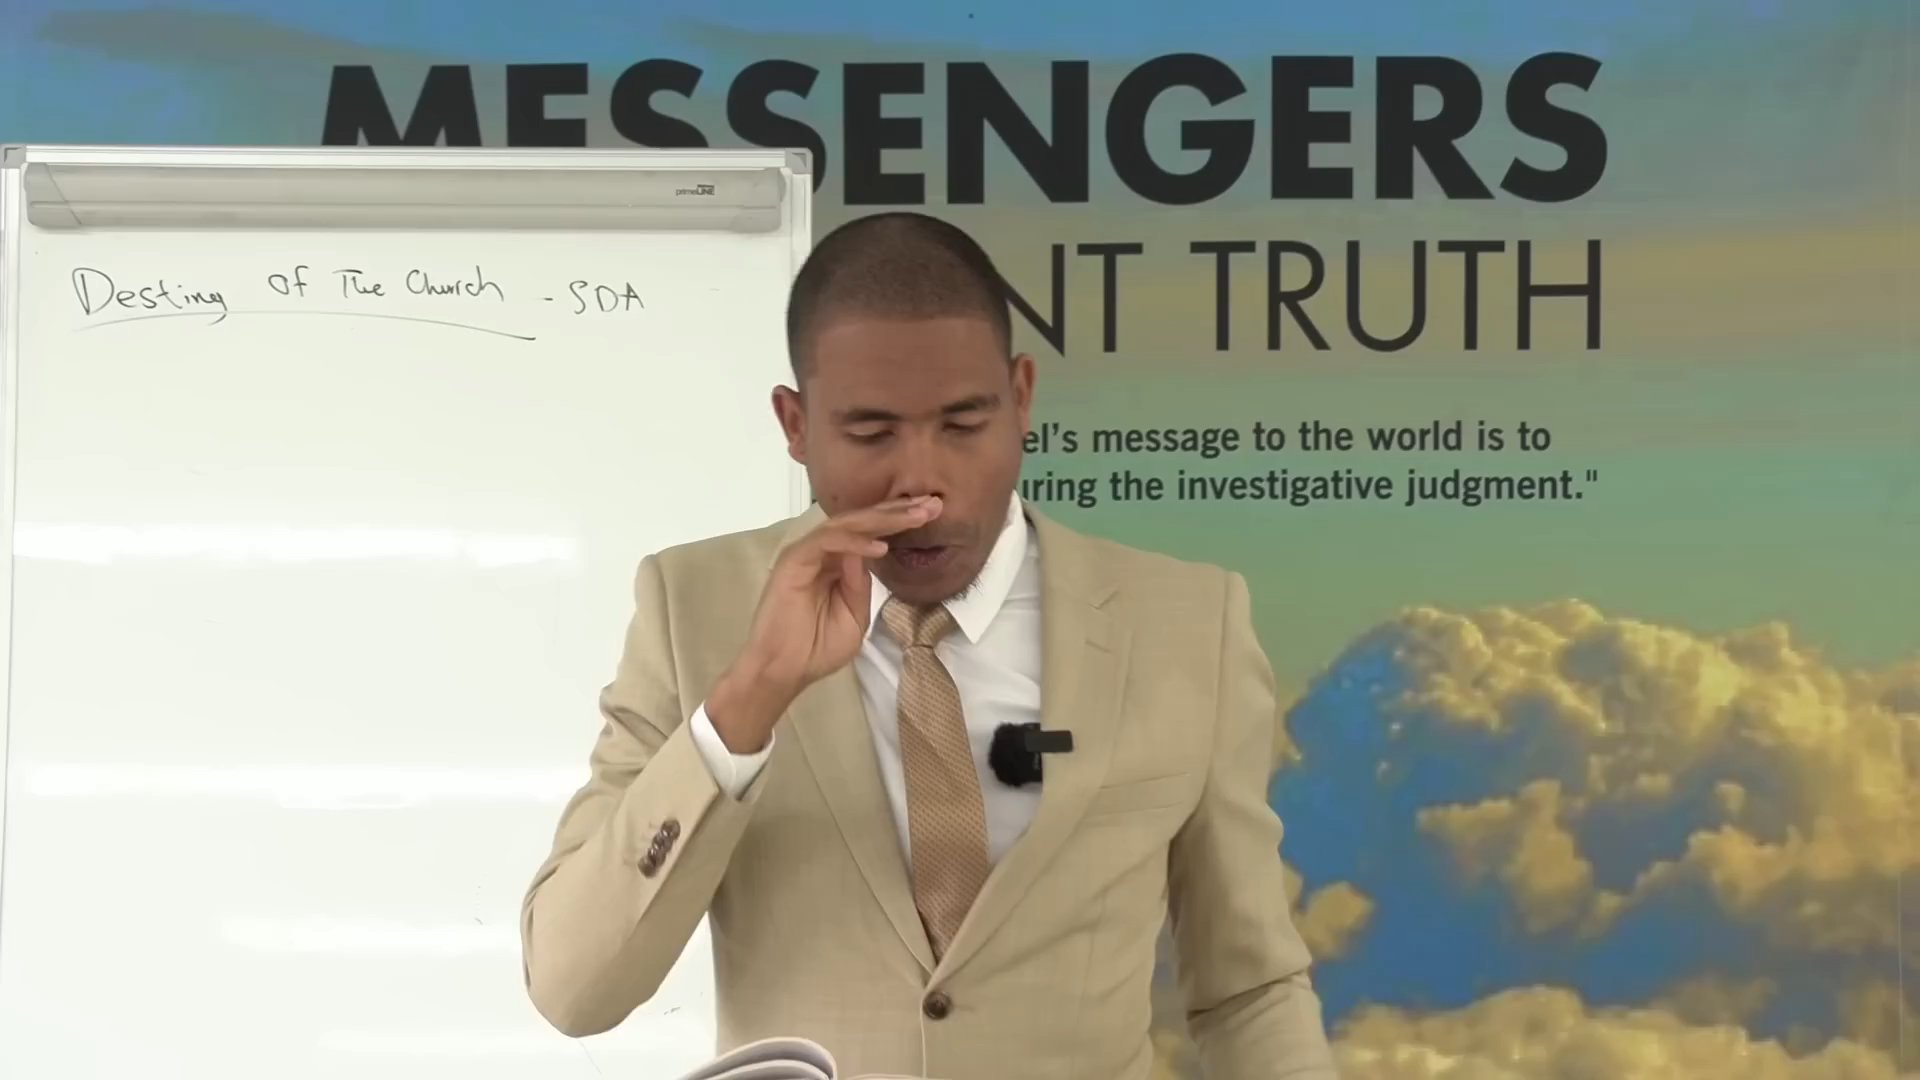 MESSENGERS
NT TRUTH
el's message to the world is to
uring the investigative judgment."
primeLINE
Destiny of The Church - SDA